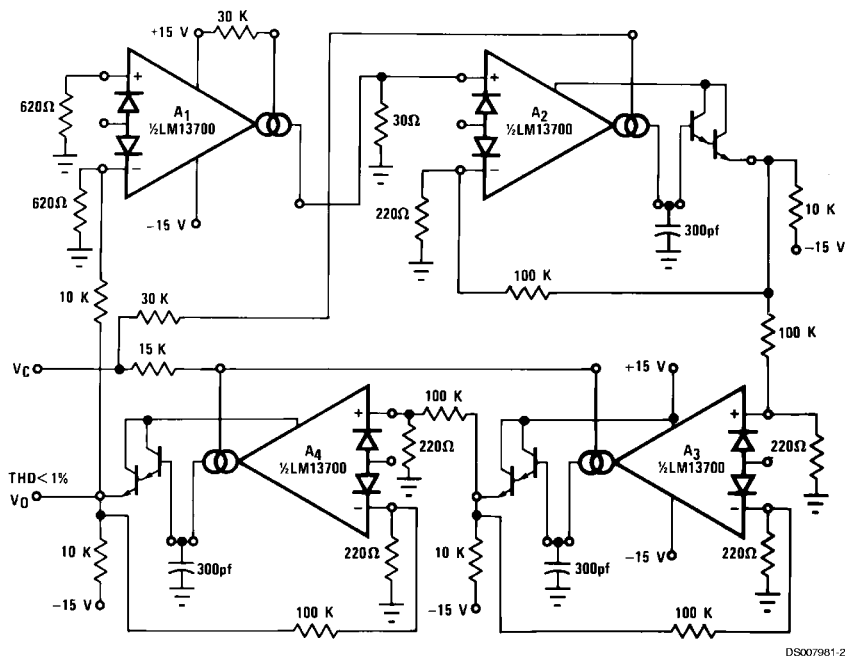 +15 V
30 K
620Ω
+
A1
½LM13700
−
620Ω
−15 V
30Ω
+
A2
½LM13700
−
220Ω
300pf
10 K
−15 V
100 K
10 K
30 K
100 K
VC
15 K
+15 V
100 K
+
A4
½LM13700
−
220Ω
+
A3
½LM13700
−
220Ω
THD<1%
VO
10 K
300pf
220Ω
10 K
300pf
−15 V
220Ω
−15 V
−15 V
100 K
100 K
DS007981-2